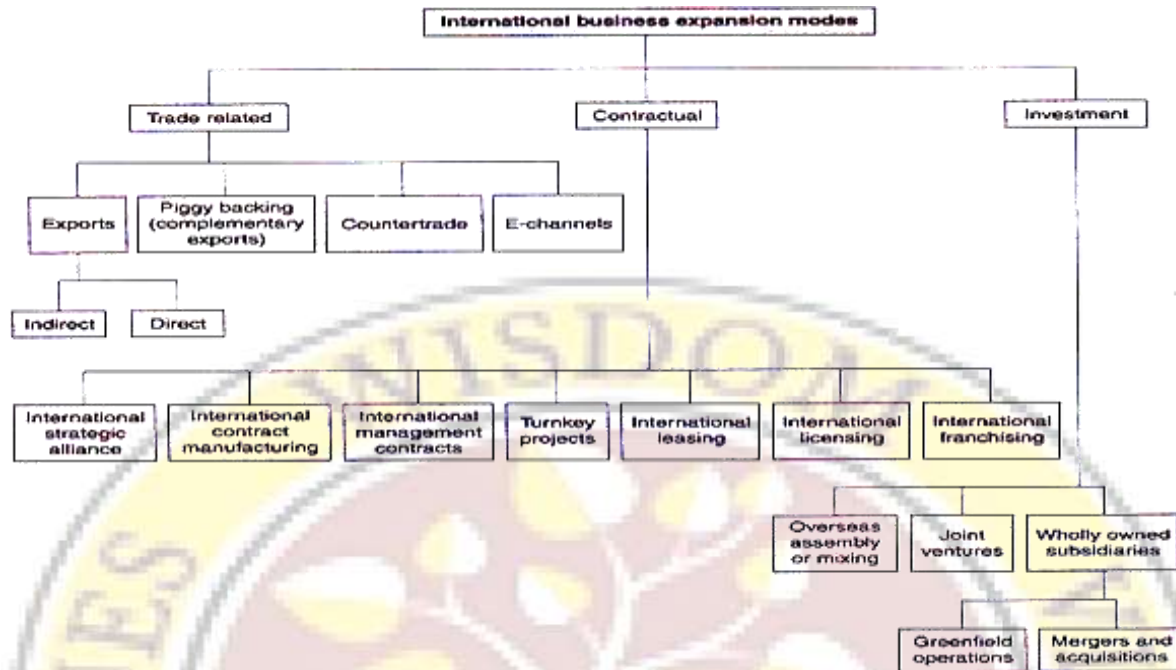 International business expansion modes
Trade related
Contractual
Investment
Exports
Piggy backing
(complementary
exports)
Countertrade
E-channels
Indirect
Direct
International
strategic
alliance
International
contract
manufacturing
International
management
contracts
Turnkey
projects
International
leasing
International
licensing
International
franchising
Overseas
assembly
or mixing
Joint
ventures
Wholly owned
subsidiaries
Greenfield
operations
Mergers and
acquisitions
WISDOM